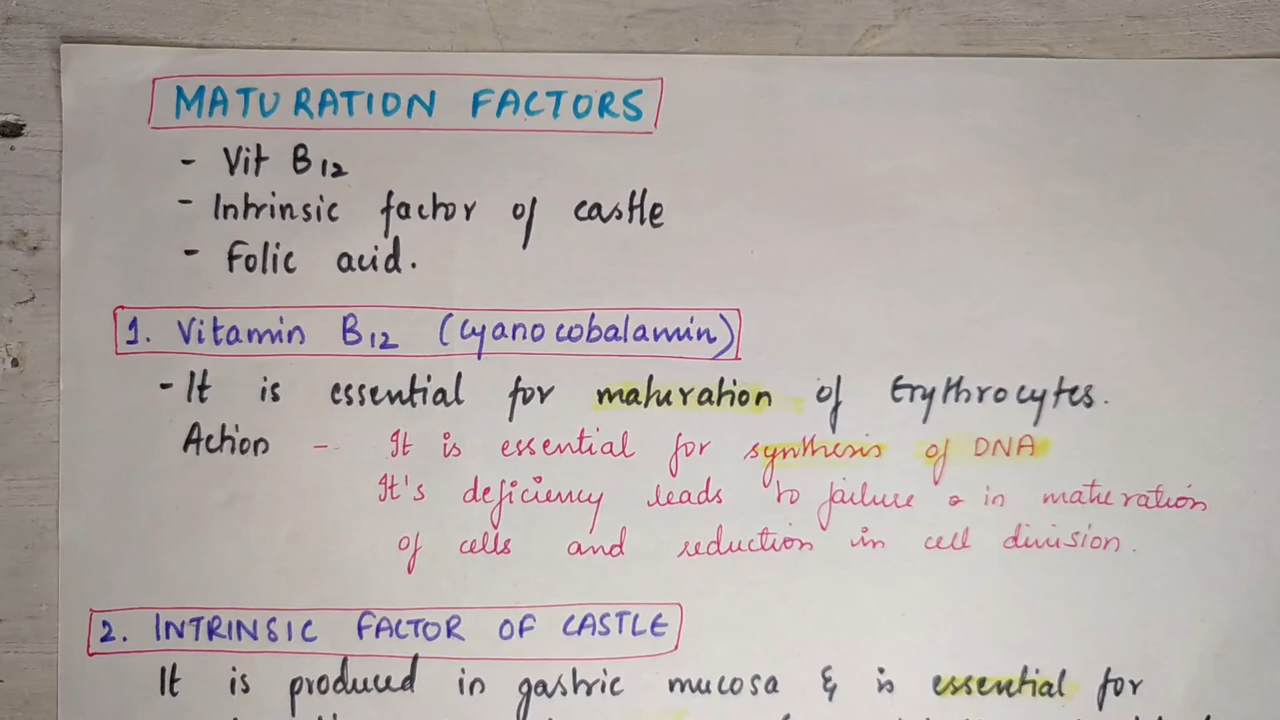 MATURATION FACTORS
- Vit B12
- Intrinsic factor of castle
- Folic acid.
1. Vitamin B12 (Cyanocobalamin)
- It is essential for maturation of Erythrocytes.
Action - It is essential for synthesis of DNA
It's deficiency leads to failure in maturation
of cells and reduction in cell division.
2. INTRINSIC FACTOR OF CASTLE
It is produced in gastric mucosa & is essential for